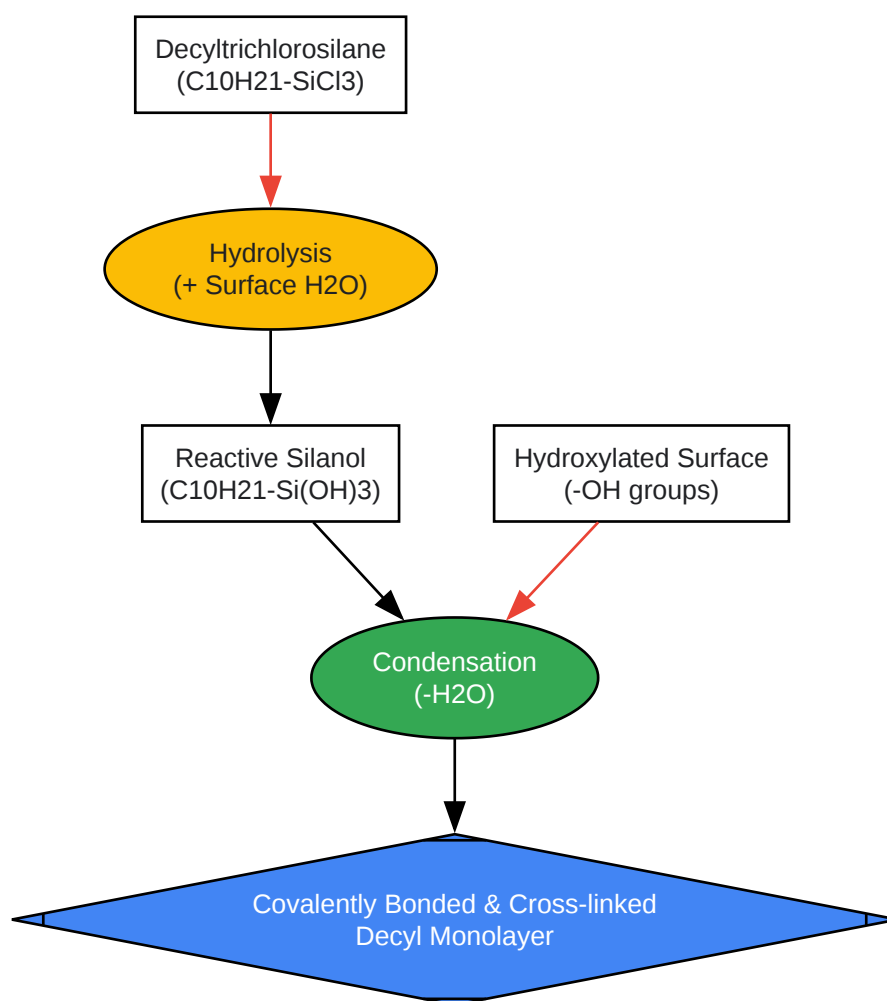 Decyltrichlorosilane
(C10H21-SiCl3)
Hydrolysis
(+ Surface H2O)
Reactive Silanol
(C10H21-Si(OH)3)
Hydroxylated Surface
(-OH groups)
Condensation
(-H2O)
Covalently Bonded & Cross-linked
Decyl Monolayer